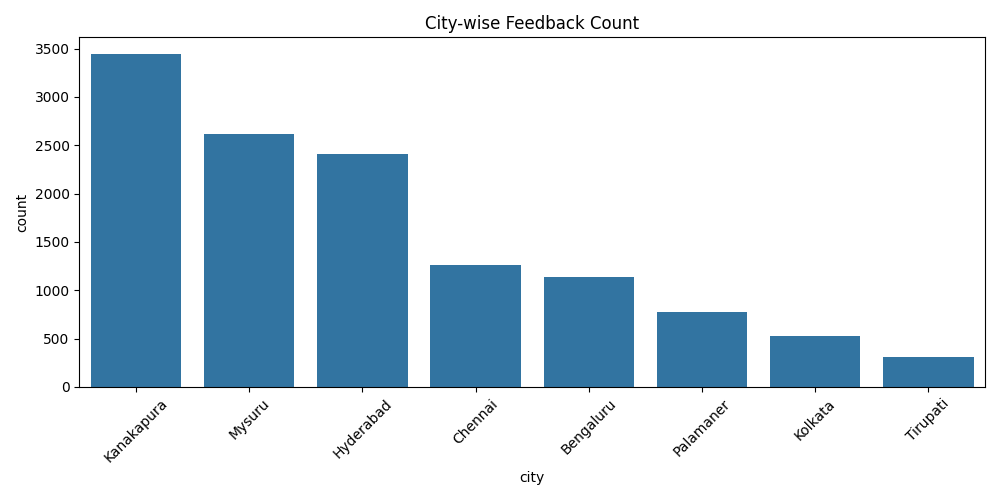 City-wise Feedback Count
count
3500
3000
2500
2000
1500
1000
500
0
Kanakapura
Mysuru
Hyderabad
Chennai
Bengaluru
Palamaner
Kolkata
Tirupati
city